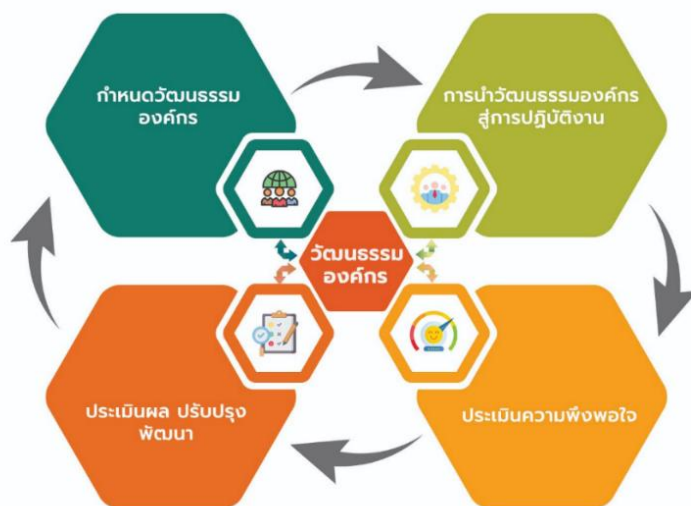 กำหนดวัฒนธรรม
องค์กร
การนำวัฒนธรรมองค์กร
สู่การปฏิบัติงาน
วัฒนธรรม
องค์กร
ประเมินผล ปรับปรุง
พัฒนา
ประเมินความพึงพอใจ